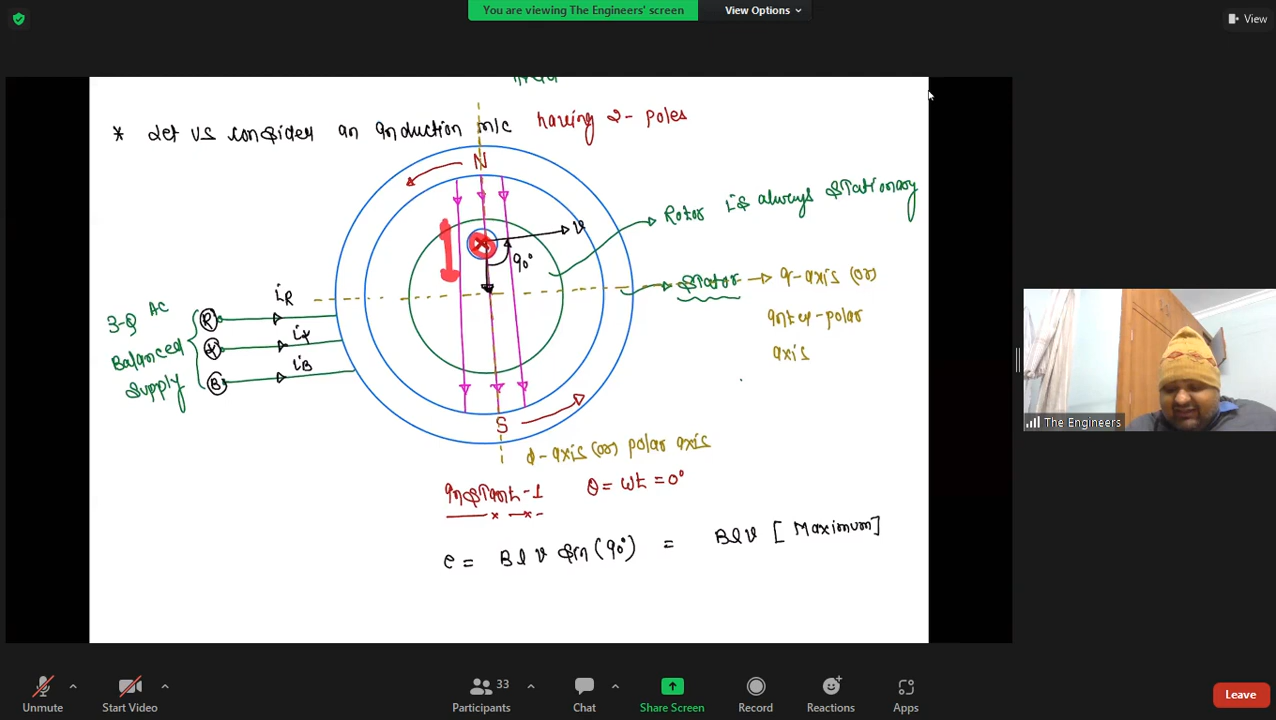 You are viewing The Engineers' screen
View Options
View
* Let us consider an Induction m/c having 2-poles
N
Rotor is always stationary
v
90°
Stator → q-axis (or)
inter-polar
axis
3-Φ AC
Balanced
supply
R
Y
B
iR
iY
iB
S
d-axis (or) polar axis
Instant-1 θ = ωt = 0°
e = Blv sin(90°) = Blv [Maximum]
The Engineers
Unmute
Start Video
33
Participants
Chat
Share Screen
Record
Reactions
Apps
Leave